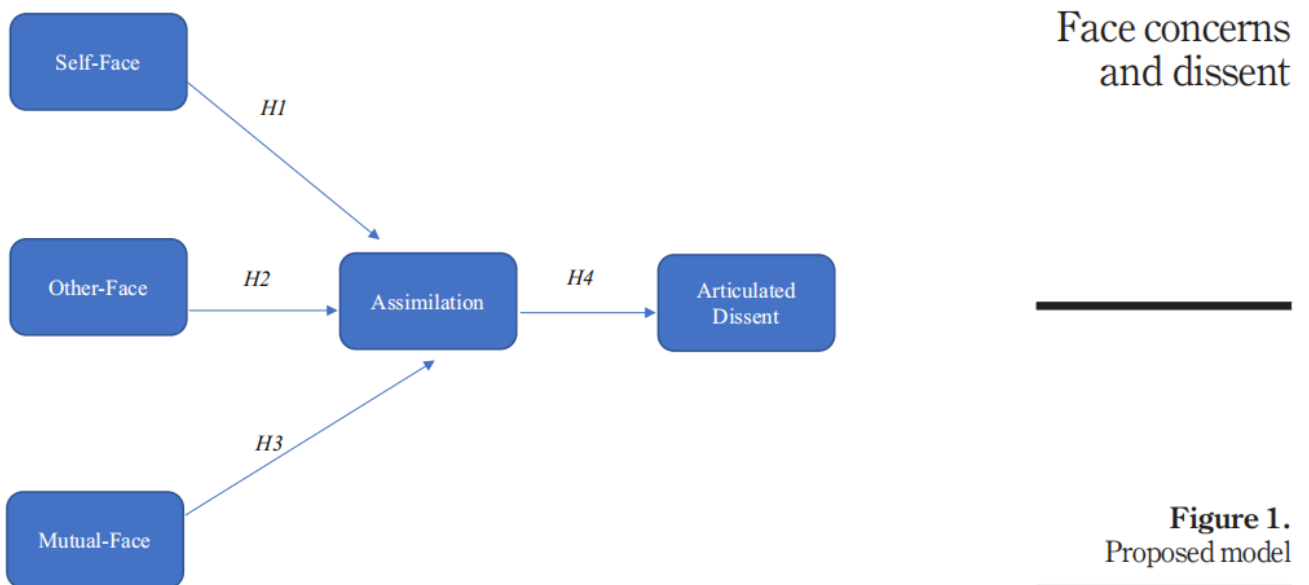 Face concerns
and dissent
Self-Face
H1
Other-Face
H2
Assimilation
H4
Articulated
Dissent
H3
Mutual-Face
Figure 1.
Proposed model